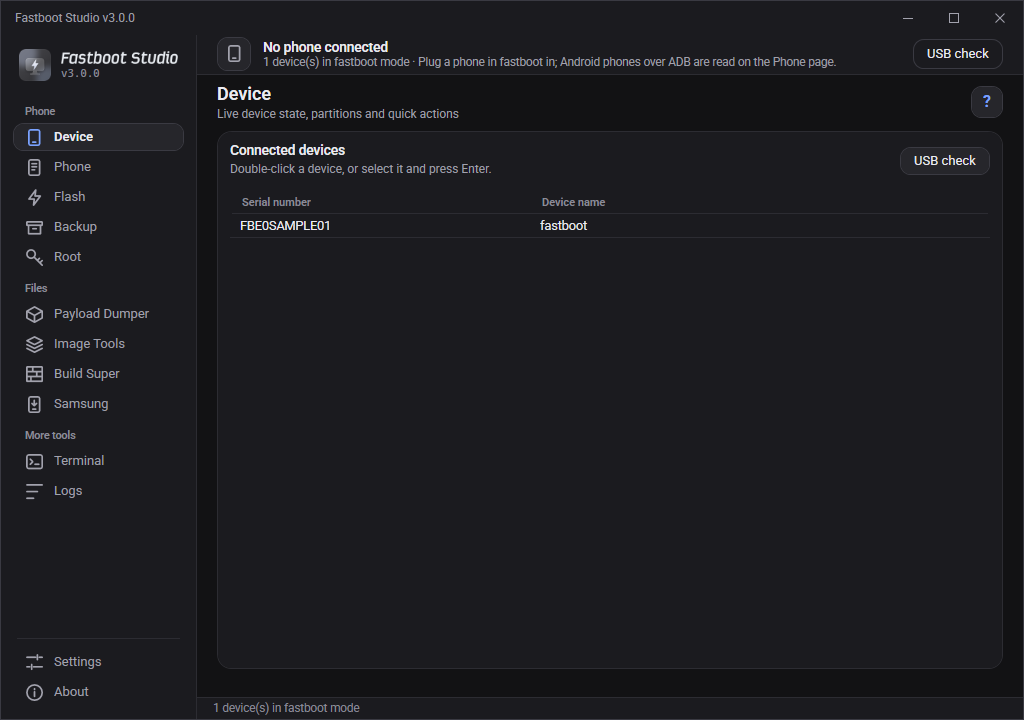 Fastboot Studio v3.0.0
Fastboot Studio
v3.0.0
Phone
Device
Phone
Flash
Backup
Root
Files
Payload Dumper
Image Tools
Build Super
Samsung
More tools
Terminal
Logs
Settings
About
No phone connected
1 device(s) in fastboot mode · Plug a phone in fastboot in; Android phones over ADB are read on the Phone page.
USB check
Device
Live device state, partitions and quick actions
?
Connected devices
Double-click a device, or select it and press Enter.
USB check
Serial number Device name
FBE0SAMPLE01 fastboot
1 device(s) in fastboot mode